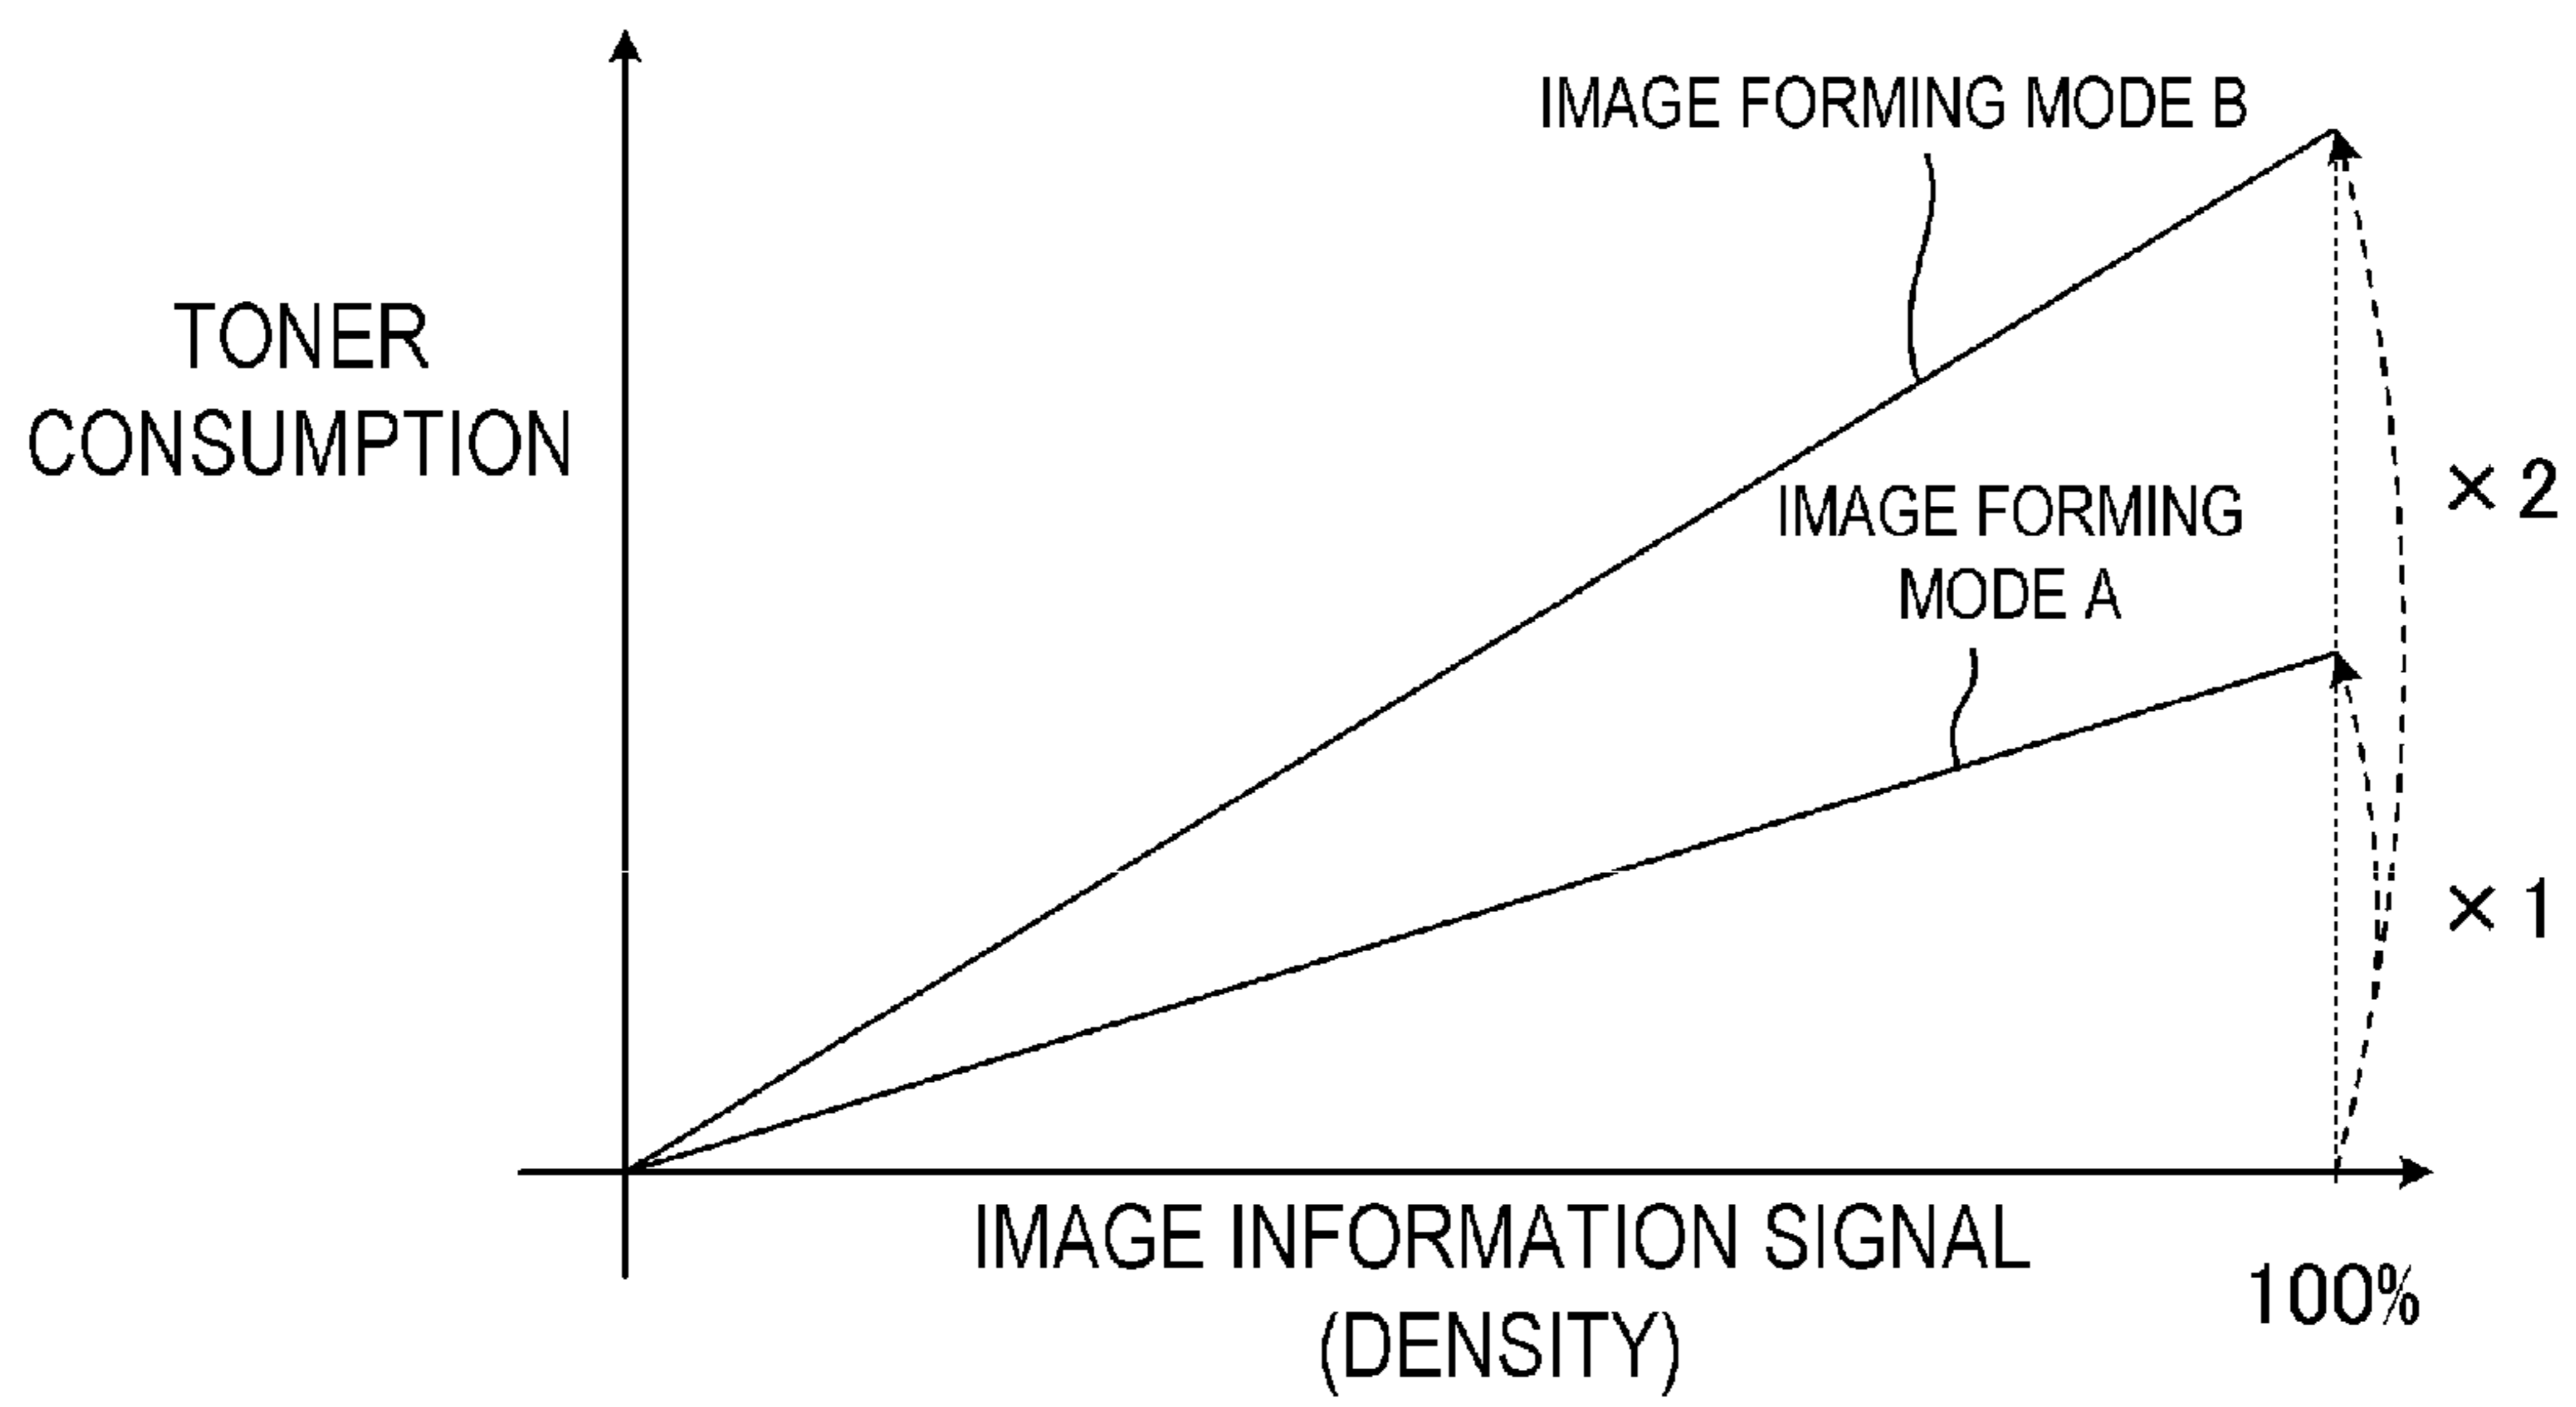 IMAGE FORMING MODE B
TONER
CONSUMPTION
IMAGE FORMING
MODE A
×2
×1
IMAGE INFORMATION SIGNAL
(DENSITY)
100%